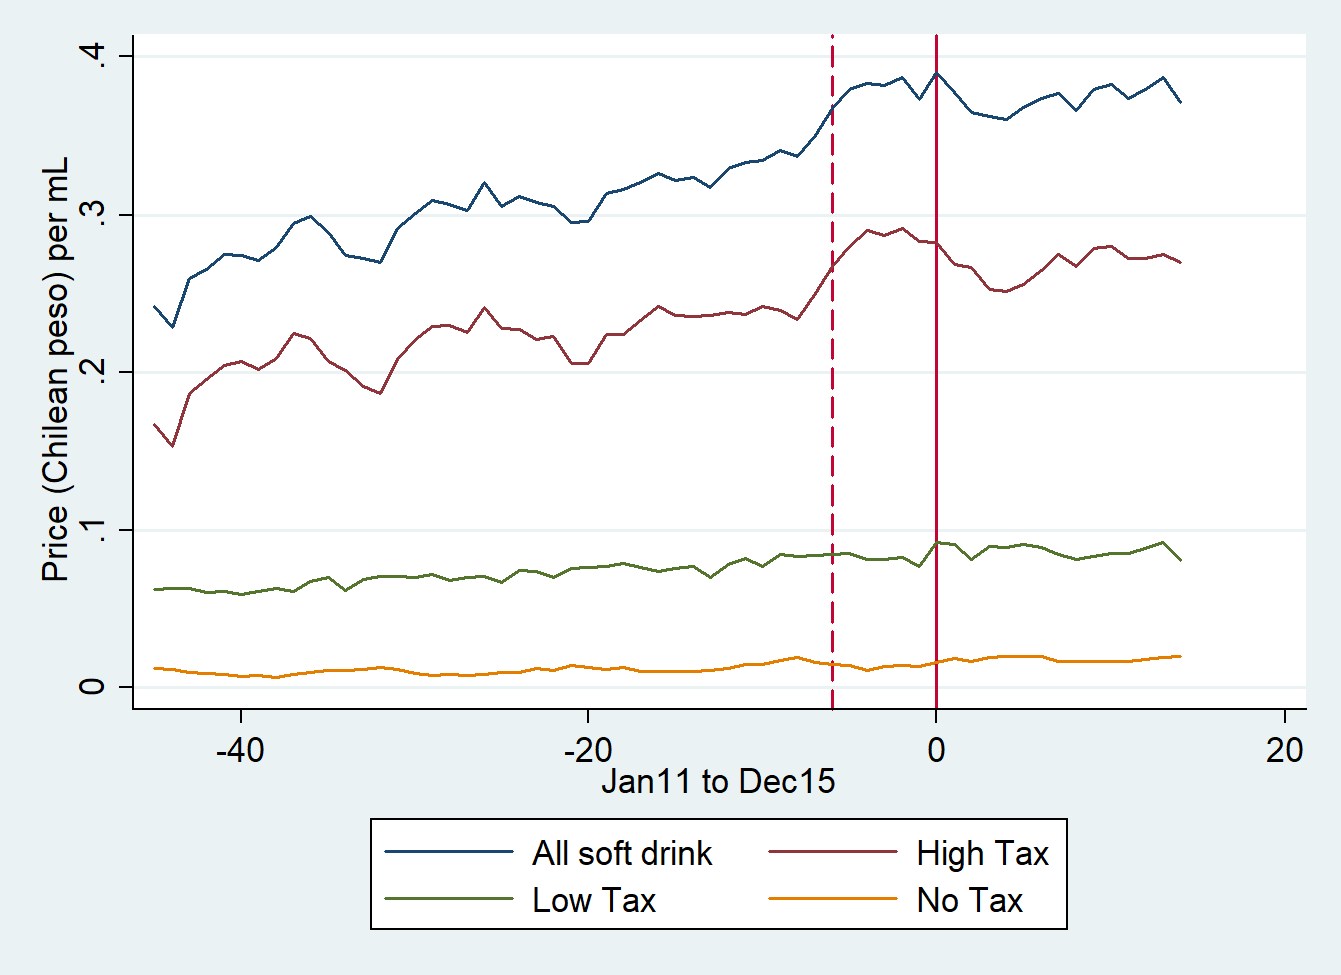 Price (Chilean peso) per mL
.4
.3
.2
.1
0
-40 -20 0 20
Jan11 to Dec15
All soft drink High Tax
Low Tax No Tax